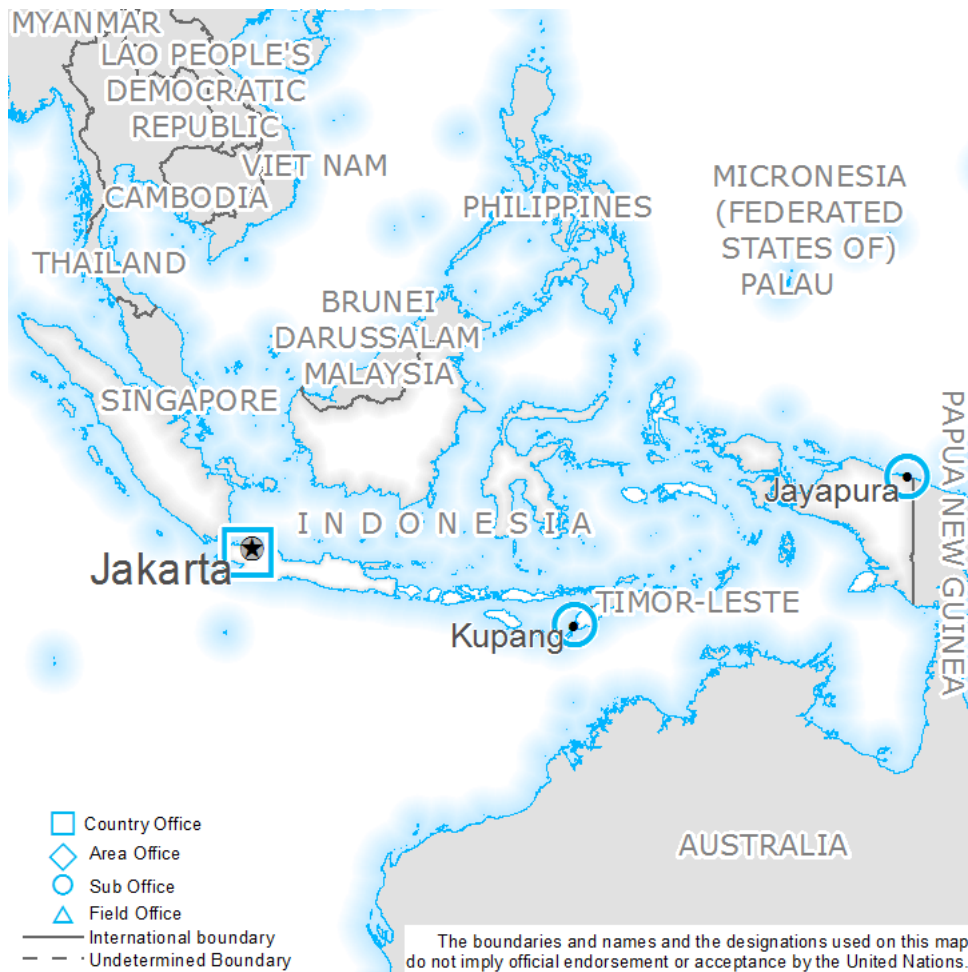 MYANMAR
LAO PEOPLE'S
DEMOCRATIC
REPUBLIC
VIET NAM
CAMBODIA
THAILAND
PHILIPPINES
MICRONESIA
(FEDERATED
STATES OF)
PALAU
BRUNEI
DARUSSALAM
MALAYSIA
SINGAPORE
PAPUA NEW GUINEA
Jayapura
INDONESIA
Jakarta
TIMOR-LESTE
Kupang
AUSTRALIA
Country Office
Area Office
Sub Office
Field Office
International boundary
Undetermined Boundary
The boundaries and names and the designations used on this map
do not imply official endorsement or acceptance by the United Nations.